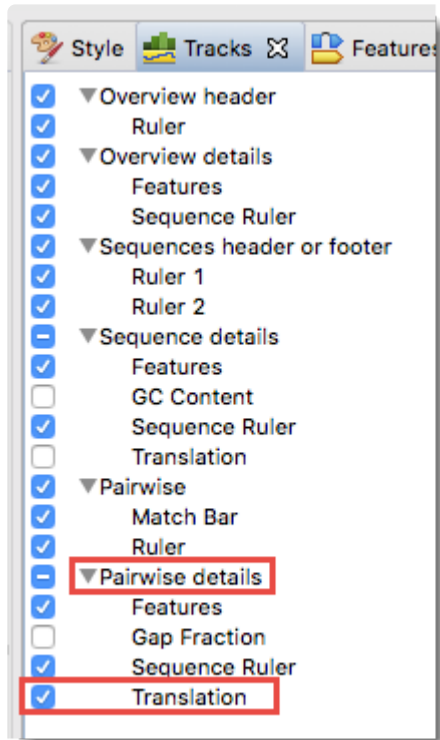 Style Tracks Features
Overview header
Ruler
Overview details
Features
Sequence Ruler
Sequences header or footer
Ruler 1
Ruler 2
Sequence details
Features
GC Content
Sequence Ruler
Translation
Pairwise
Match Bar
Ruler
Pairwise details
Features
Gap Fraction
Sequence Ruler
Translation